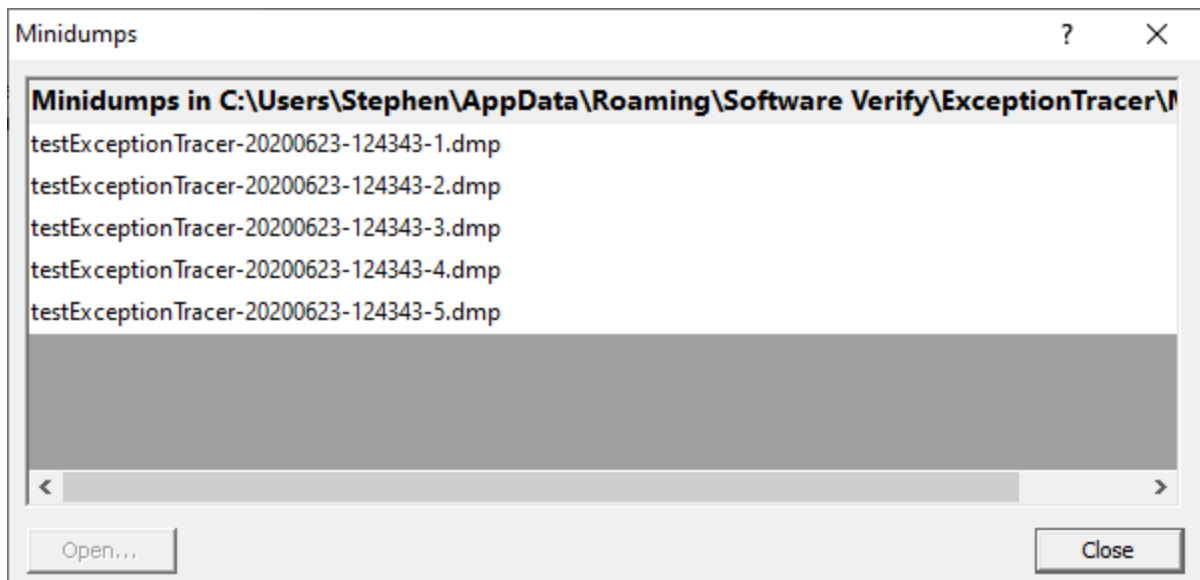 Minidumps
Minidumps in C:\Users\Stephen\AppData\Roaming\Software Verify\ExceptionTracer\
testExceptionTracer-20200623-124343-1.dmp
testExceptionTracer-20200623-124343-2.dmp
testExceptionTracer-20200623-124343-3.dmp
testExceptionTracer-20200623-124343-4.dmp
testExceptionTracer-20200623-124343-5.dmp
Open...
Close